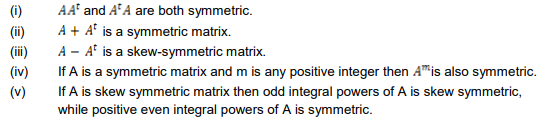 (i) AAᵗ and AᵗA are both symmetric.
(ii) A + Aᵗ is a symmetric matrix.
(iii) A − Aᵗ is a skew-symmetric matrix.
(iv) If A is a symmetric matrix and m is any positive integer then Aᵐis also symmetric.
(v) If A is skew symmetric matrix then odd integral powers of A is skew symmetric,
while positive even integral powers of A is symmetric.